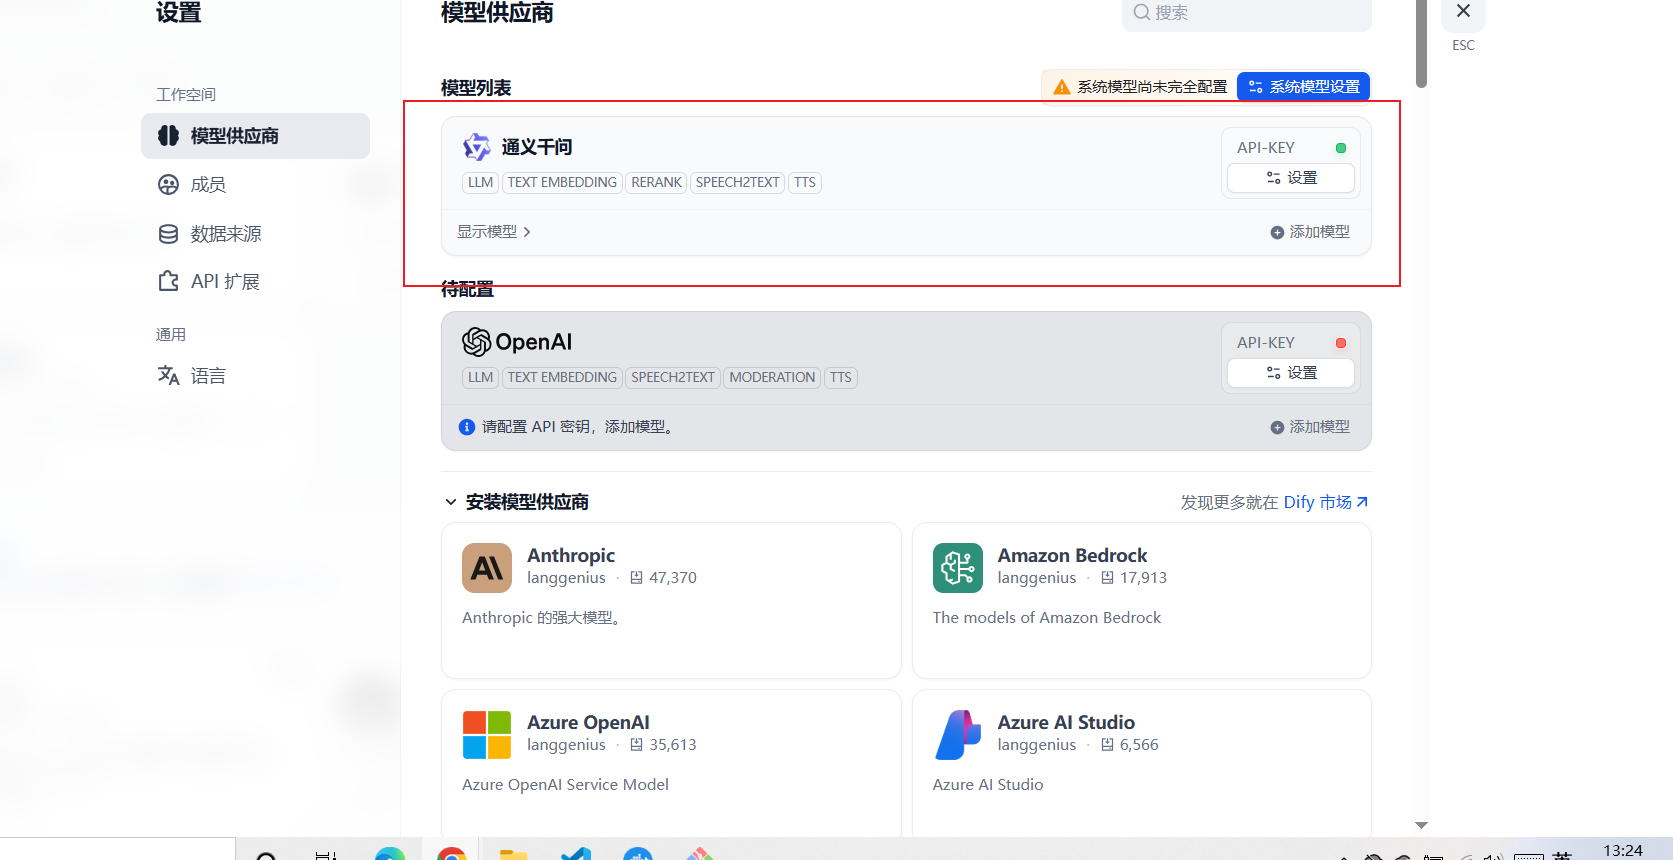 设置
模型供应商
搜索
ESC
工作空间
模型供应商
成员
数据来源
API 扩展
通用
语言
模型列表
系统模型尚未完全配置
系统模型设置
通义千问
LLM TEXT EMBEDDING RERANK SPEECH2TEXT TTS
API-KEY
设置
显示模型
添加模型
待配置
OpenAI
LLM TEXT EMBEDDING SPEECH2TEXT MODERATION TTS
API-KEY
设置
请配置 API 密钥，添加模型。
添加模型
安装模型供应商
发现更多就在 Dify 市场
Anthropic
langgenius · 47,370
Anthropic 的强大模型。
Amazon Bedrock
langgenius · 17,913
The models of Amazon Bedrock
Azure OpenAI
langgenius · 35,613
Azure OpenAI Service Model
Azure AI Studio
langgenius · 6,566
Azure AI Studio
英
13:24